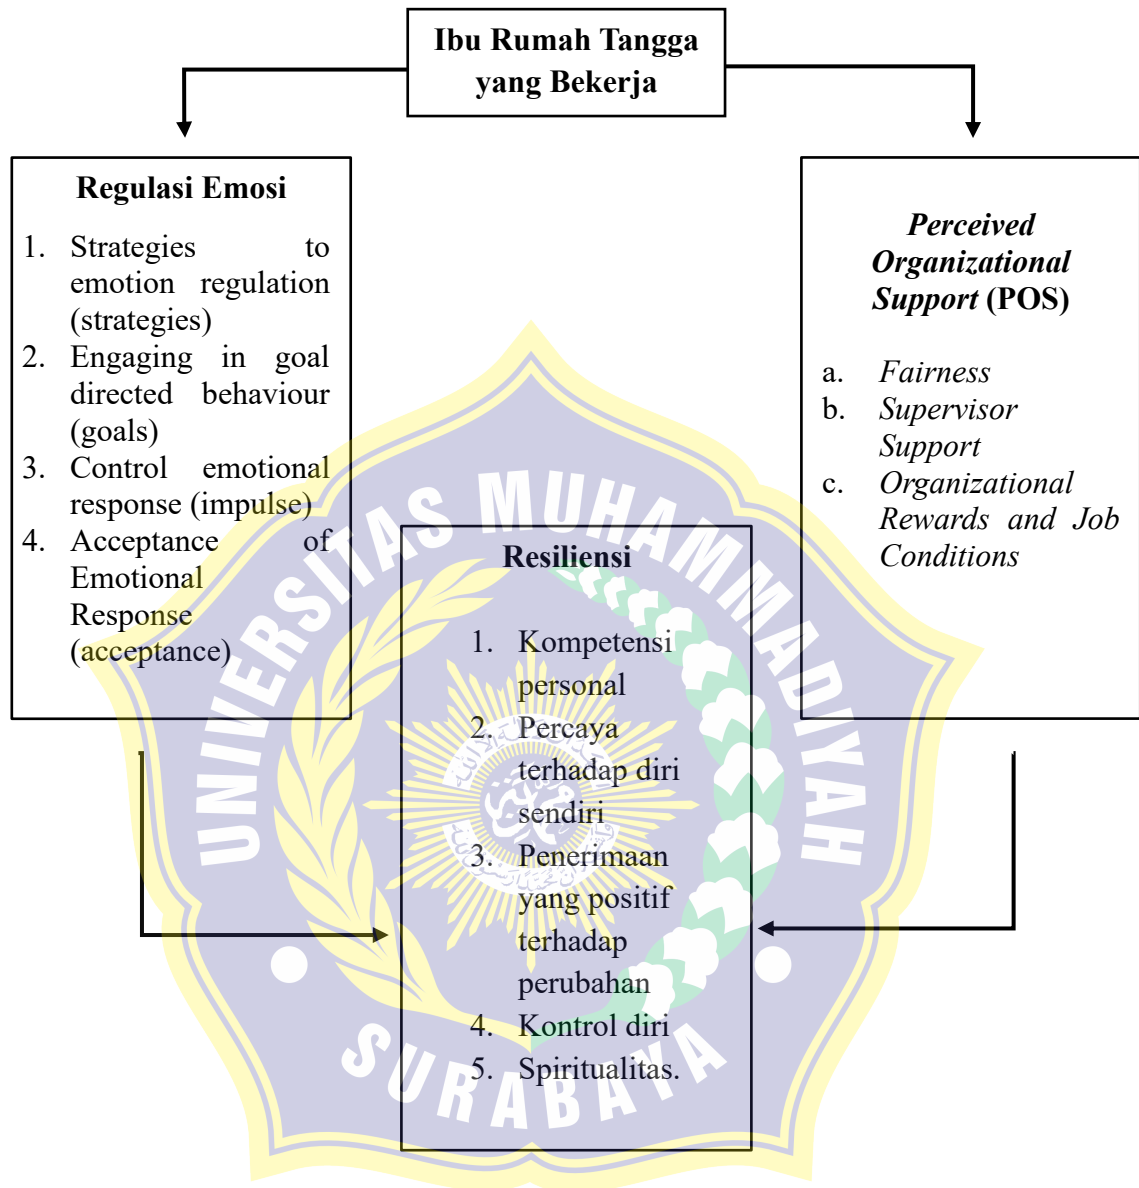 Ibu Rumah Tangga
yang Bekerja
Regulasi Emosi
1. Strategies to
emotion regulation
(strategies)
2. Engaging in goal
directed behaviour
(goals)
3. Control emotional
response (impulse)
4. Acceptance of
Emotional
Response
(acceptance)
Perceived
Organizational
Support (POS)
a. Fairness
b. Supervisor
Support
c. Organizational
Rewards and Job
Conditions
Resiliensi
1. Kompetensi
personal
2. Percaya
terhadap diri
sendiri
3. Penerimaan
yang positif
terhadap
perubahan
4. Kontrol diri
5. Spiritualitas.
UNIVERSITAS MUHAMMADIYAH
SURABAYA